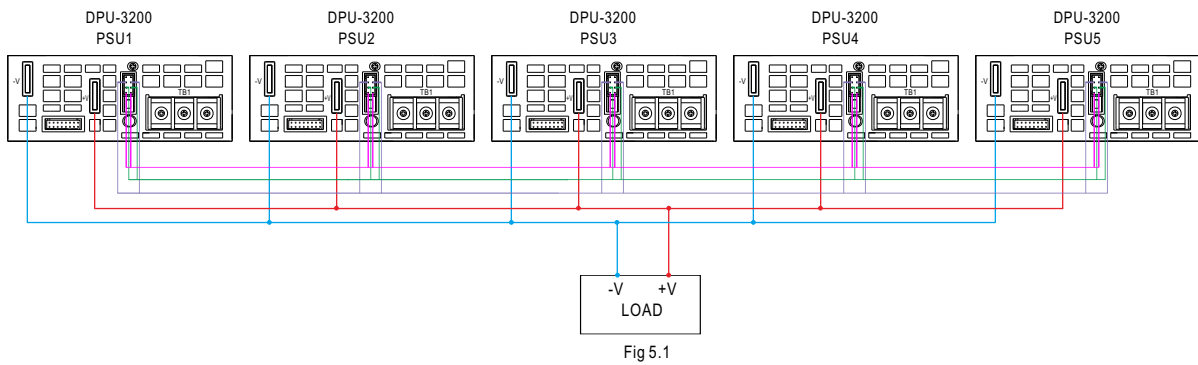 DPU-3200 DPU-3200 DPU-3200 DPU-3200 DPU-3200
PSU1 PSU2 PSU3 PSU4 PSU5
-V +V TB1 -V +V TB1 -V +V TB1 -V +V TB1 -V +V TB1
-V +V
LOAD
Fig 5.1